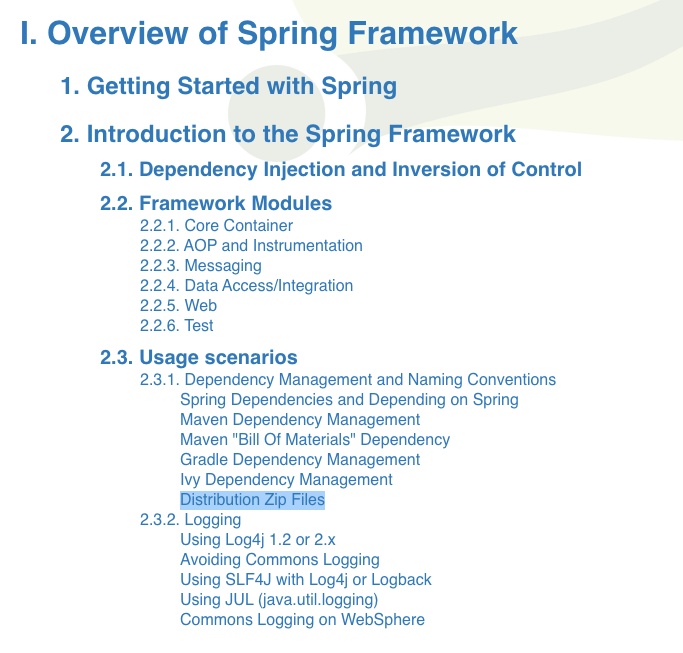 I. Overview of Spring Framework
1. Getting Started with Spring
2. Introduction to the Spring Framework
2.1. Dependency Injection and Inversion of Control
2.2. Framework Modules
2.2.1. Core Container
2.2.2. AOP and Instrumentation
2.2.3. Messaging
2.2.4. Data Access/Integration
2.2.5. Web
2.2.6. Test
2.3. Usage scenarios
2.3.1. Dependency Management and Naming Conventions
Spring Dependencies and Depending on Spring
Maven Dependency Management
Maven "Bill Of Materials" Dependency
Gradle Dependency Management
Ivy Dependency Management
Distribution Zip Files
2.3.2. Logging
Using Log4j 1.2 or 2.x
Avoiding Commons Logging
Using SLF4J with Log4j or Logback
Using JUL (java.util.logging)
Commons Logging on WebSphere